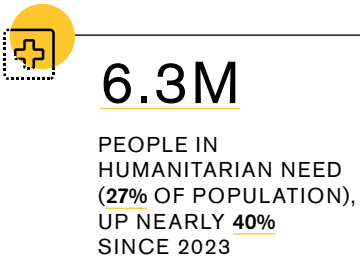 6.3M
PEOPLE IN
HUMANITARIAN NEED
(27% OF POPULATION),
UP NEARLY 40%
SINCE 2023